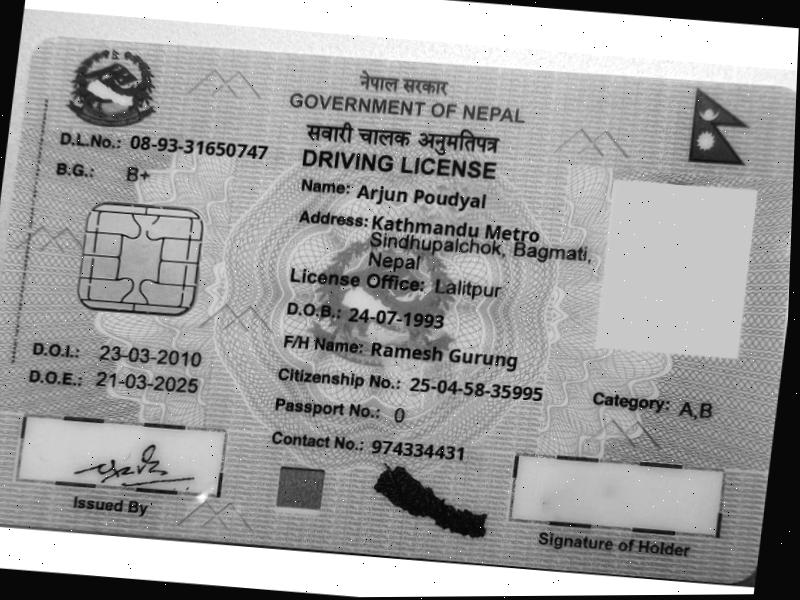 नेपाल सरकार
GOVERNMENT OF NEPAL
सवारी चालक अनुमतिपत्र
DRIVING LICENSE
D.L.No.: 08-93-31650747
B.G.: B+
Name: Arjun Poudyal
Address: Kathmandu Metro
Sindhupalchok, Bagmati,
Nepal
License Office: Lalitpur
D.O.B.: 24-07-1993
F/H Name: Ramesh Gurung
D.O.I.: 23-03-2010
D.O.E.: 21-03-2025
Citizenship No.: 25-04-58-35995
Category: A,B
Passport No.: 0
Contact No.: 974334431
Issued By
Signature of Holder